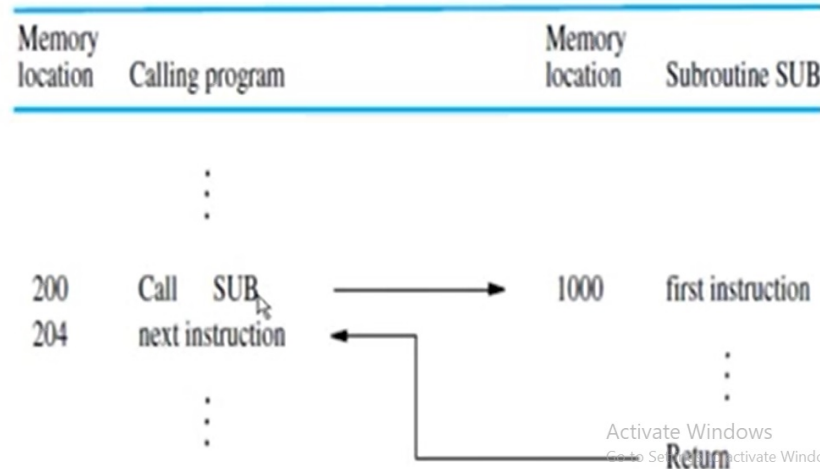 Memory location Calling program Memory location Subroutine SUB
200 Call SUB 1000 first instruction
204 next instruction
Activate Windows
Return